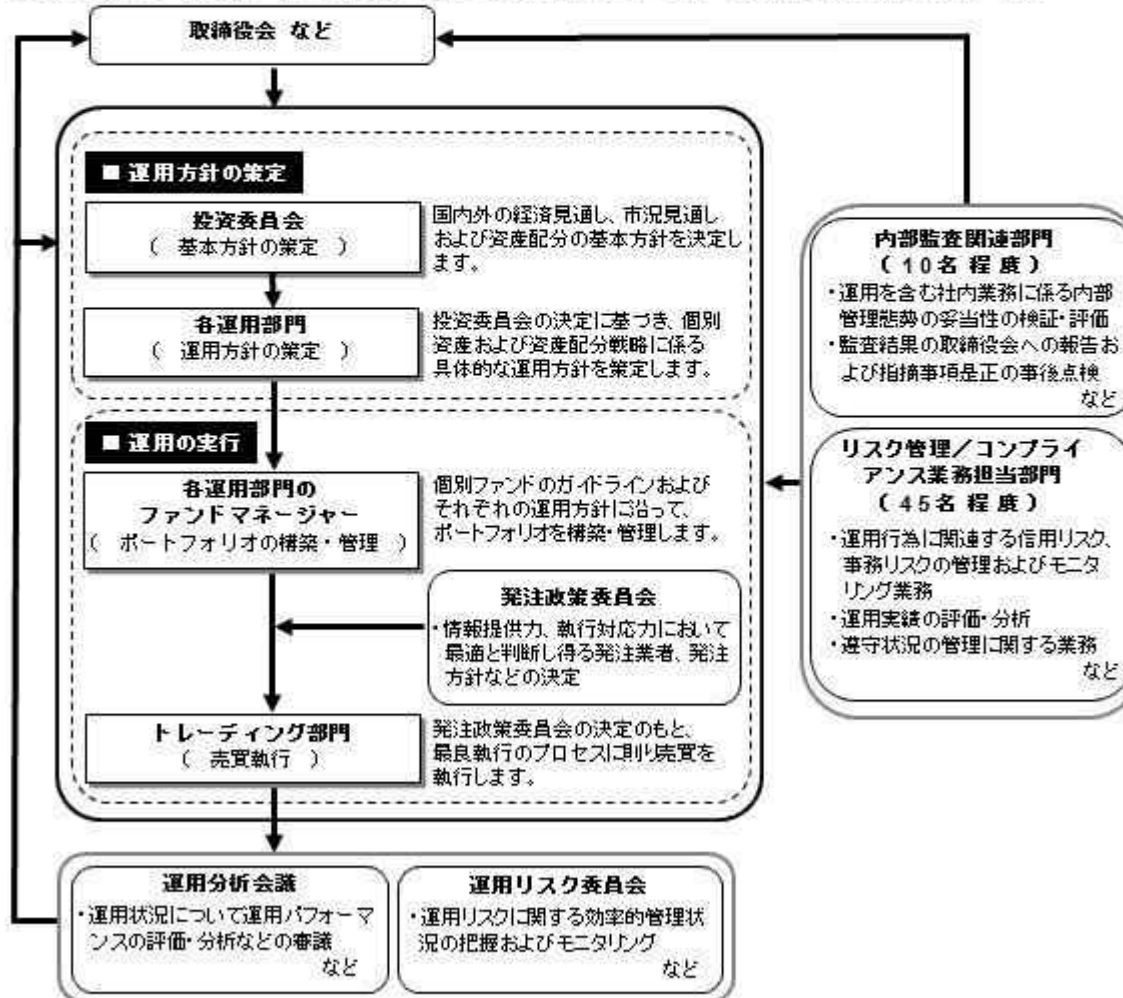 取締役会 など
■ 運用方針の策定
投資委員会
( 基本方針の策定 )
国内外の経済見通し、市況見通し
および資産配分の基本方針を決定し
ます。
各運用部門
( 運用方針の策定 )
投資委員会の決定に基づき、個別
資産および資産配分戦略に係る
具体的な運用方針を策定します。
■ 運用の実行
各運用部門の
ファンドマネージャー
( ポートフォリオの構築・管理 )
個別ファンドのガイドラインおよび
それぞれの運用方針に沿って、
ポートフォリオを構築・管理します。
発注政策委員会
・情報提供力、執行対応力において
最適と判断し得る発注業者、発注
方針などの決定
トレーディング部門
( 売買執行 )
発注政策委員会の決定のもと、
最良執行のプロセスに則り売買を
執行します。
運用分析会議
・運用状況について運用パフォーマ
ンスの評価・分析などの審議
など
運用リスク委員会
・運用リスクに関する効率的管理状
況の把握およびモニタリング
など
内部監査関連部門
(10名程度)
・運用を含む社内業務に係る内部
管理態勢の妥当性の検証・評価
・監査結果の取締役会への報告お
よび指摘事項是正の事後点検
など
リスク管理／コンプライ
アンス業務担当部門
(45名程度)
・運用行為に関連する信用リスク、
事務リスクの管理およびモニタ
リング業務
・運用実績の評価・分析
・遵守状況の管理に関する業務
など